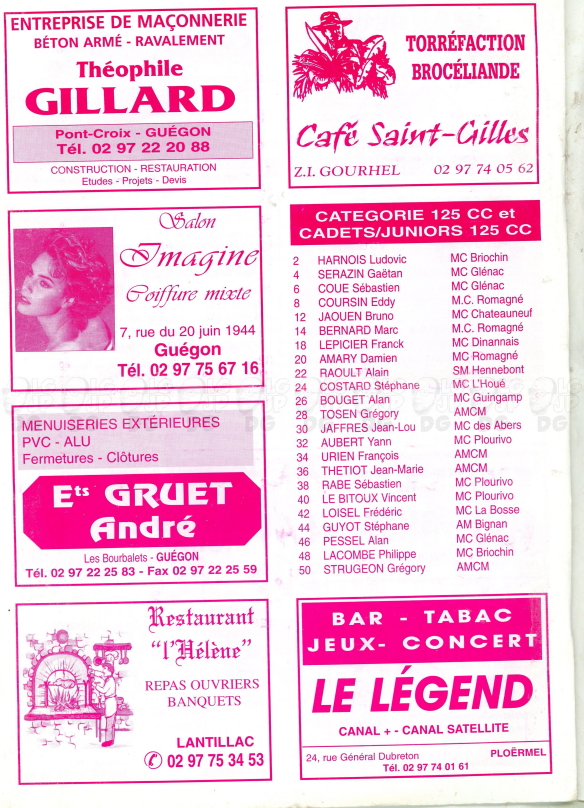 ENTREPRISE DE MAÇONNERIE
BÉTON ARMÉ - RAVALEMENT
Théophile
GILLARD
Pont-Croix - GUÉGON
Tél. 02 97 22 20 88
CONSTRUCTION - RESTAURATION
Etudes - Projets - Devis
TORRÉFACTION
BROCÉLIANDE
Café Saint-Gilles
Z.I. GOURHEL 02 97 74 05 62
Salon
Imagine
Coiffure mixte
7, rue du 20 juin 1944
Guégon
Tél. 02 97 75 67 16
MENUISERIES EXTÉRIEURES
PVC - ALU
Fermetures - Clôtures
Ets GRUET
André
Les Bourbalets - GUÉGON
Tél. 02 97 22 25 83 - Fax 02 97 22 25 59
Restaurant
"l'Hélène"
REPAS OUVRIERS
BANQUETS
LANTILLAC
02 97 75 34 53
CATEGORIE 125 CC et
CADETS/JUNIORS 125 CC
2 HARNOIS Ludovic MC Briochin
4 SERAZIN Gaëtan MC Glénac
6 COUE Sébastien MC Glénac
8 COURSIN Eddy M.C. Romagné
12 JAOUEN Bruno MC Chateauneuf
14 BERNARD Marc M.C. Romagné
18 LEPICIER Franck MC Dinannais
20 AMARY Damien MC Romagné
22 RAOULT Alain SM Hennebont
24 COSTARD Stéphane MC L'Houé
26 BOUGET Alan MC Guingamp
28 TOSEN Grégory AMCM
30 JAFFRES Jean-Lou MC des Abers
32 AUBERT Yann MC Plourivo
34 URIEN François AMCM
36 THETIOT Jean-Marie AMCM
38 RABE Sébastien MC Plourivo
40 LE BITOUX Vincent MC Plourivo
42 LOISEL Frédéric MC La Bosse
44 GUYOT Stéphane AM Bignan
46 PESSEL Alan MC Glénac
48 LACOMBE Philippe MC Briochin
50 STRUGEON Grégory AMCM
BAR - TABAC
JEUX- CONCERT
LE LÉGEND
CANAL + - CANAL SATELLITE
24, rue Général Dubreton PLOËRMEL
Tél. 02 97 74 01 61